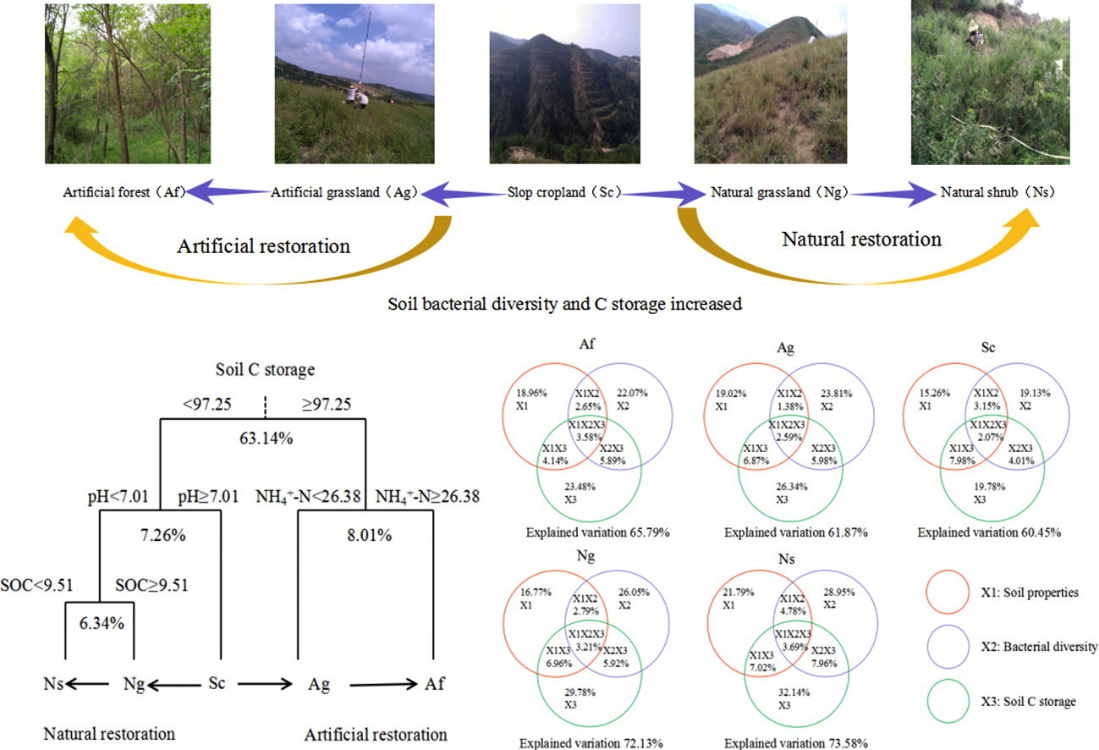 Artificial forest（Af）
Artificial grassland（Ag）
Slop cropland（Sc）
Natural grassland（Ng）
Natural shrub（Ns）
Artificial restoration
Natural restoration
Soil bacterial diversity and C storage increased
Soil C storage
<97.25
≥97.25
63.14%
pH<7.01
pH≥7.01
NH₄⁺-N<26.38
NH₄⁺-N≥26.38
7.26%
8.01%
SOC<9.51
SOC≥9.51
6.34%
Ns
Ng
Sc
Ag
Af
Natural restoration
Artificial restoration
Af
18.96%
X1
X1X2
2.65%
22.07%
X2
X1X2X3
3.58%
X1X3
4.14%
X2X3
5.89%
23.48%
X3
Explained variation 65.79%
Ag
19.02%
X1
X1X2
1.38%
23.81%
X2
X1X2X3
2.59%
X1X3
6.87%
X2X3
5.98%
26.34%
X3
Explained variation 61.87%
Sc
15.26%
X1
X1X2
3.15%
19.13%
X2
X1X2X3
2.07%
X1X3
7.98%
X2X3
4.01%
19.78%
X3
Explained variation 60.45%
Ng
16.77%
X1
X1X2
2.79%
26.05%
X2
X1X2X3
3.21%
X1X3
6.96%
X2X3
5.92%
29.78%
X3
Explained variation 72.13%
Ns
21.79%
X1
X1X2
4.78%
28.95%
X2
X1X2X3
3.69%
X1X3
7.02%
X2X3
7.96%
32.14%
X3
Explained variation 73.58%
X1: Soil properties
X2: Bacterial diversity
X3: Soil C storage